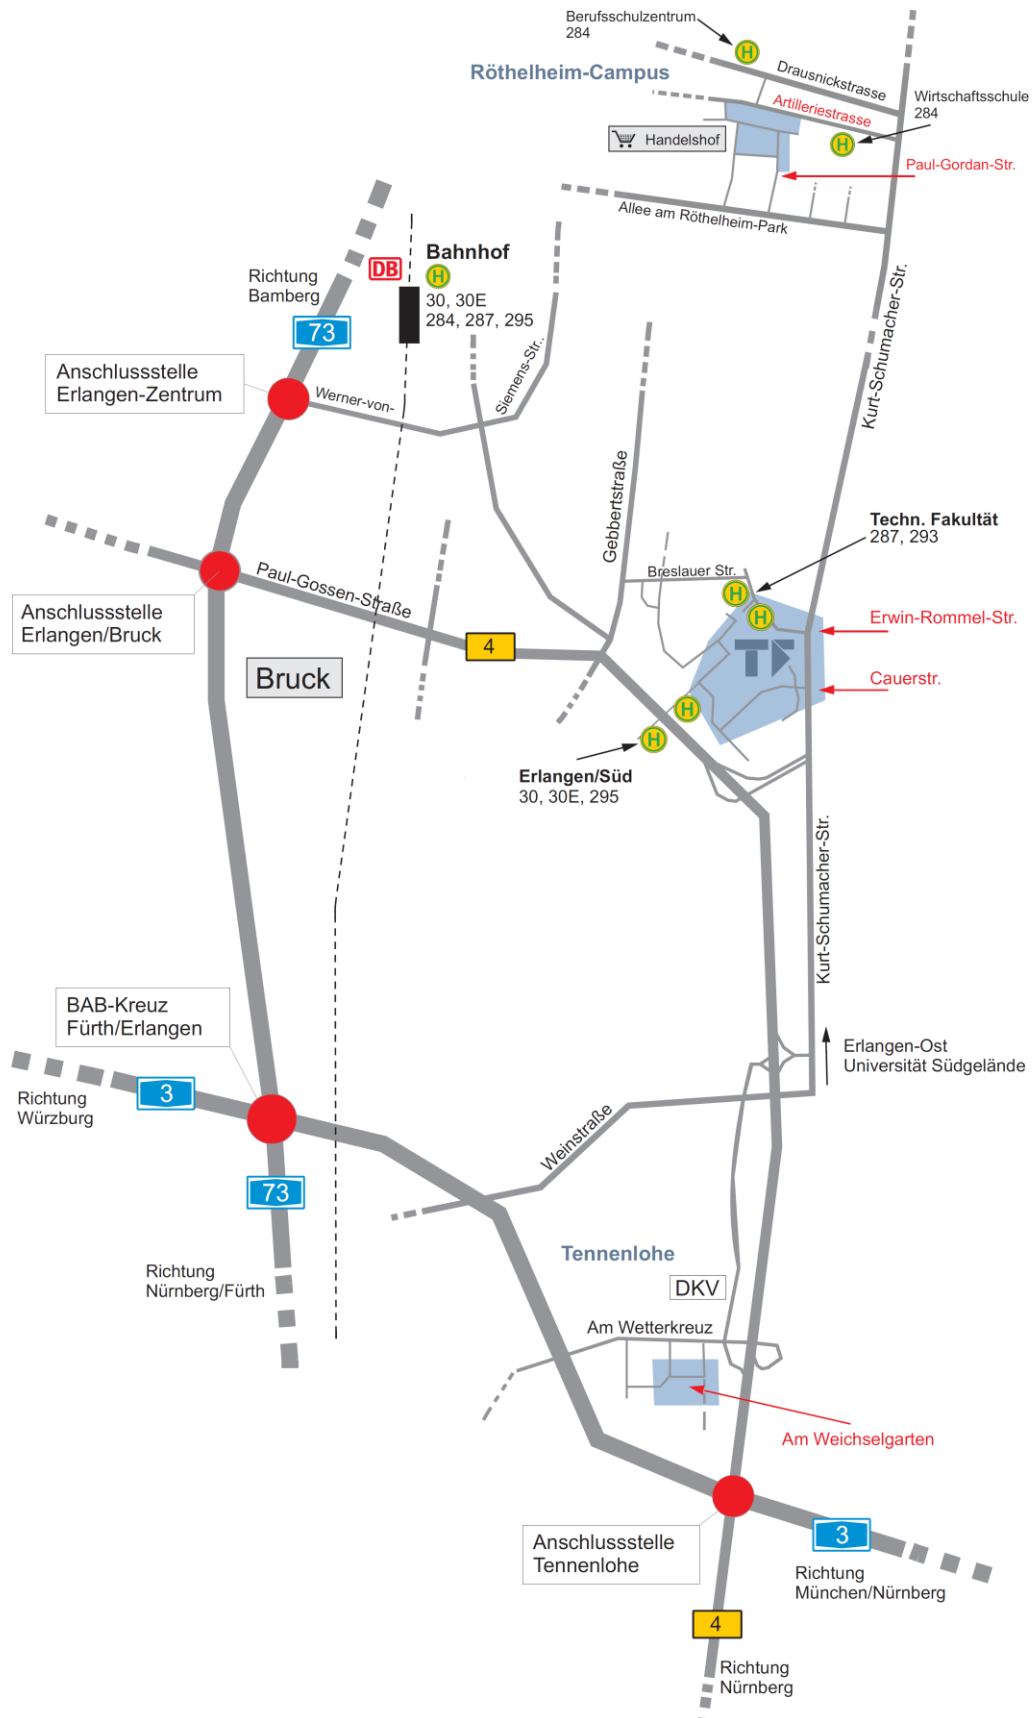 Berufsschulzentrum
284
H
Drausnickstrasse
Röthelheim-Campus
Artilleriestrasse
Wirtschaftsschule
284
H
Handelshof
Paul-Gordan-Str.
Allee am Röthelheim-Park
Bahnhof
DB
H
30, 30E
284, 287, 295
Richtung
Bamberg
73
Kurt-Schumacher-Str.
Anschlussstelle
Erlangen-Zentrum
Werner-von-
Siemens-Str..
Gebbertstraße
Techn. Fakultät
287, 293
Breslauer Str.
H
H
Paul-Gossen-Straße
Anschlussstelle
Erlangen/Bruck
Erwin-Rommel-Str.
4
Bruck
TF
Cauerstr.
H
H
Erlangen/Süd
30, 30E, 295
Kurt-Schumacher-Str.
BAB-Kreuz
Fürth/Erlangen
Erlangen-Ost
Universität Südgelände
3
Richtung
Würzburg
Weinstraße
73
Richtung
Nürnberg/Fürth
Tennenlohe
DKV
Am Wetterkreuz
Am Weichselgarten
Anschlussstelle
Tennenlohe
3
Richtung
München/Nürnberg
4
Richtung
Nürnberg